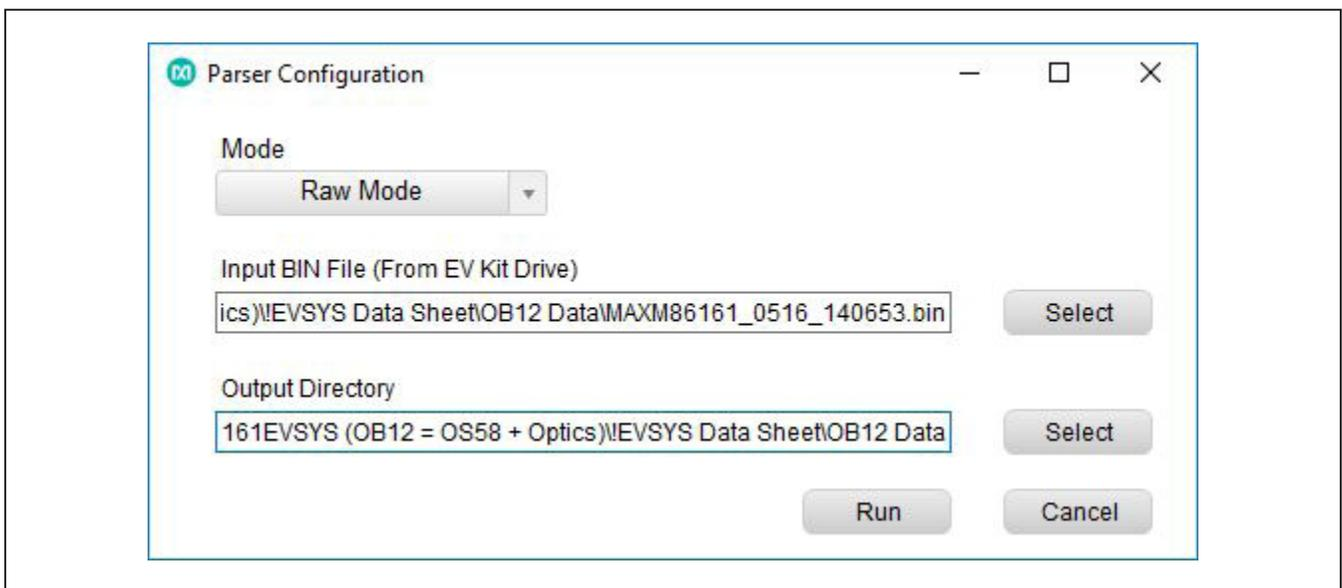 Parser Configuration
Mode
Raw Mode
Input BIN File (From EV Kit Drive)
ics)\!EVSYS Data Sheet\OB12 Data\MAXM86161_0516_140653.bin
Select
Output Directory
161EVSYS (OB12 = OS58 + Optics)\!EVSYS Data Sheet\OB12 Data
Select
Run
Cancel